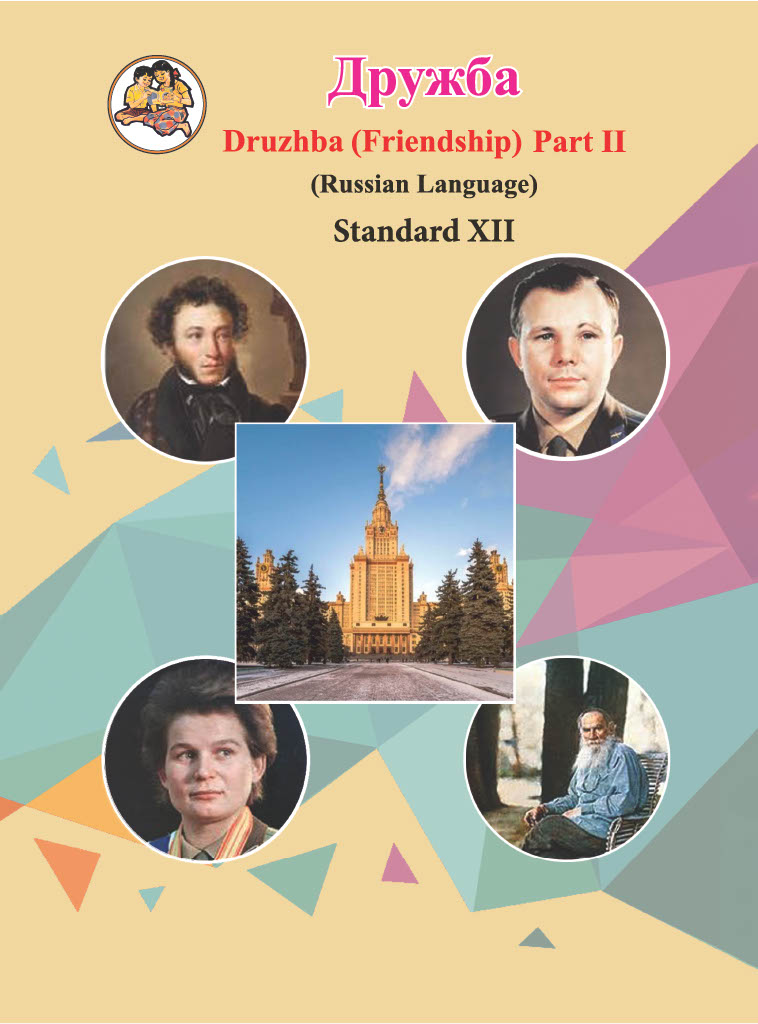 Дружба
Druzhba (Friendship) Part II
(Russian Language)
Standard XII